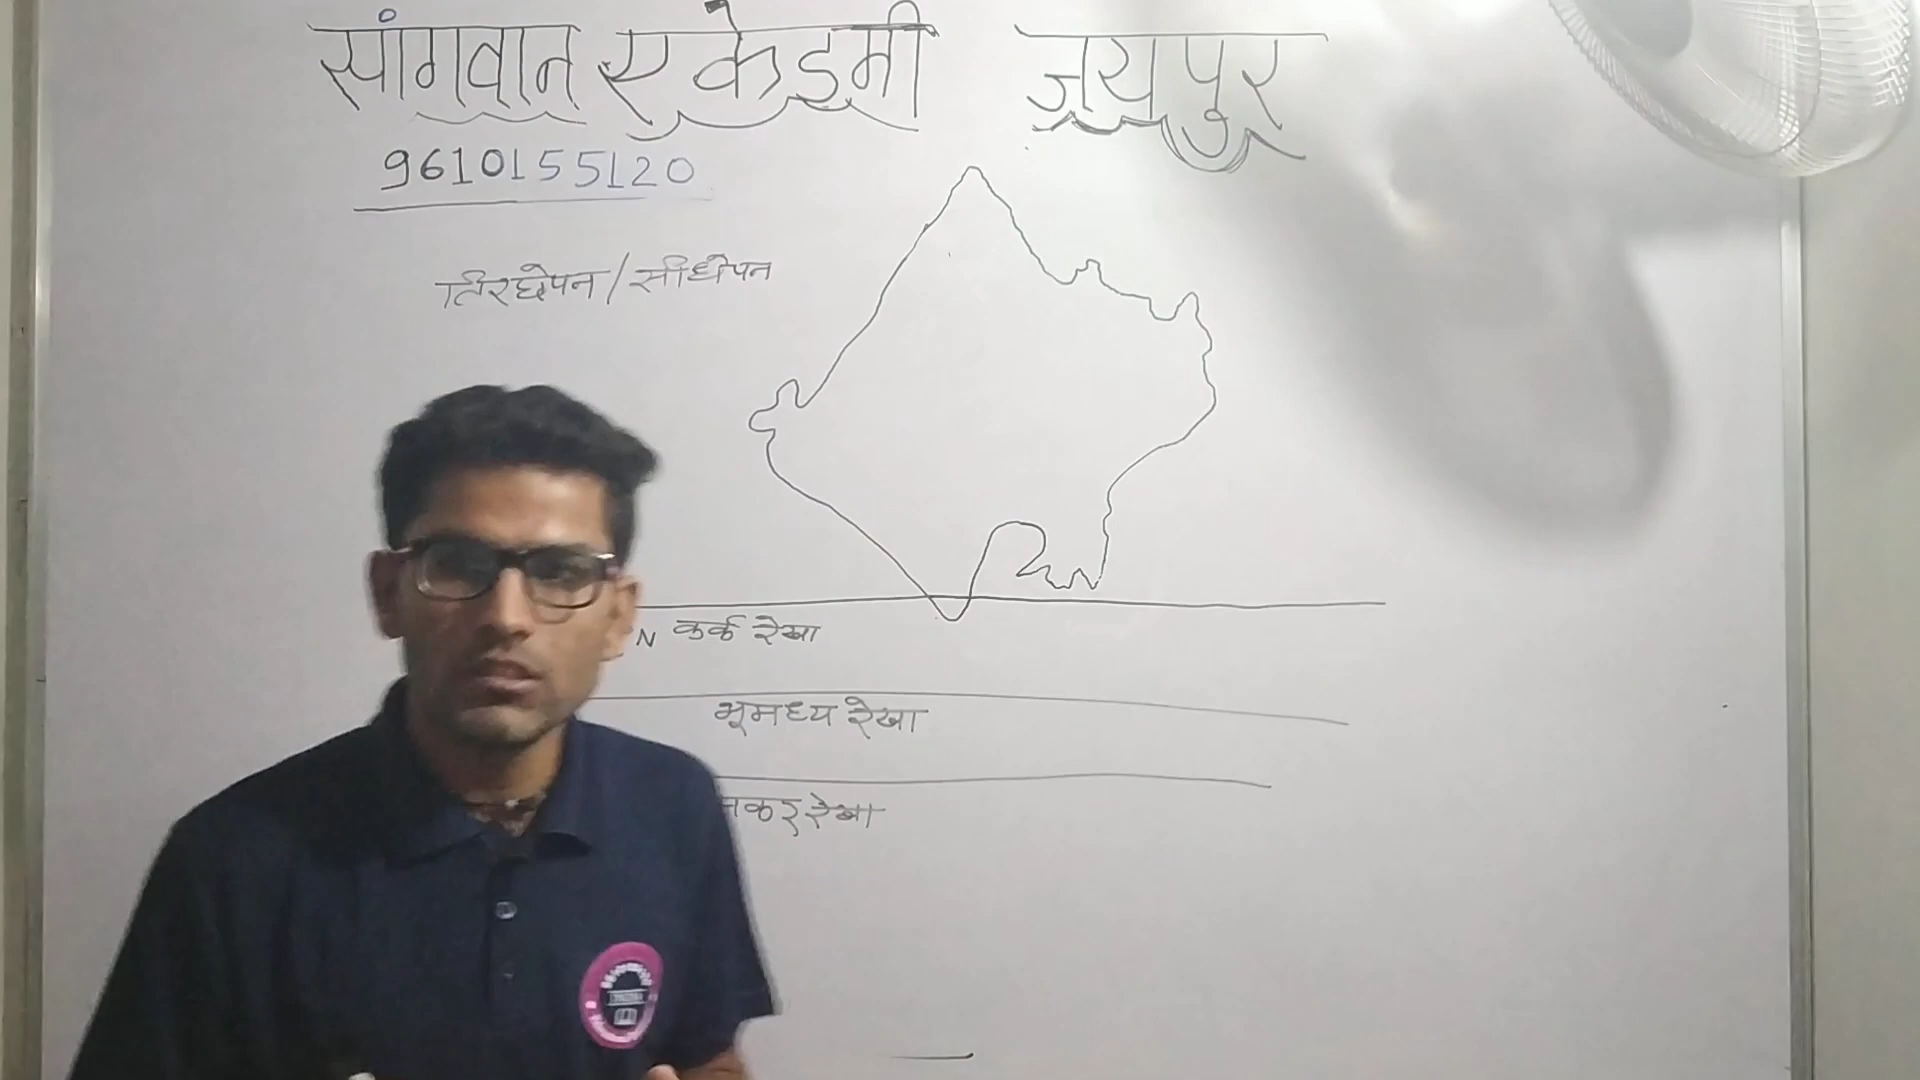 सांगवान एकेडमी जयपुर
9610155120
तिरछेपन/सीधेपन
N कर्क रेखा
भूमध्य रेखा
मकर रेखा